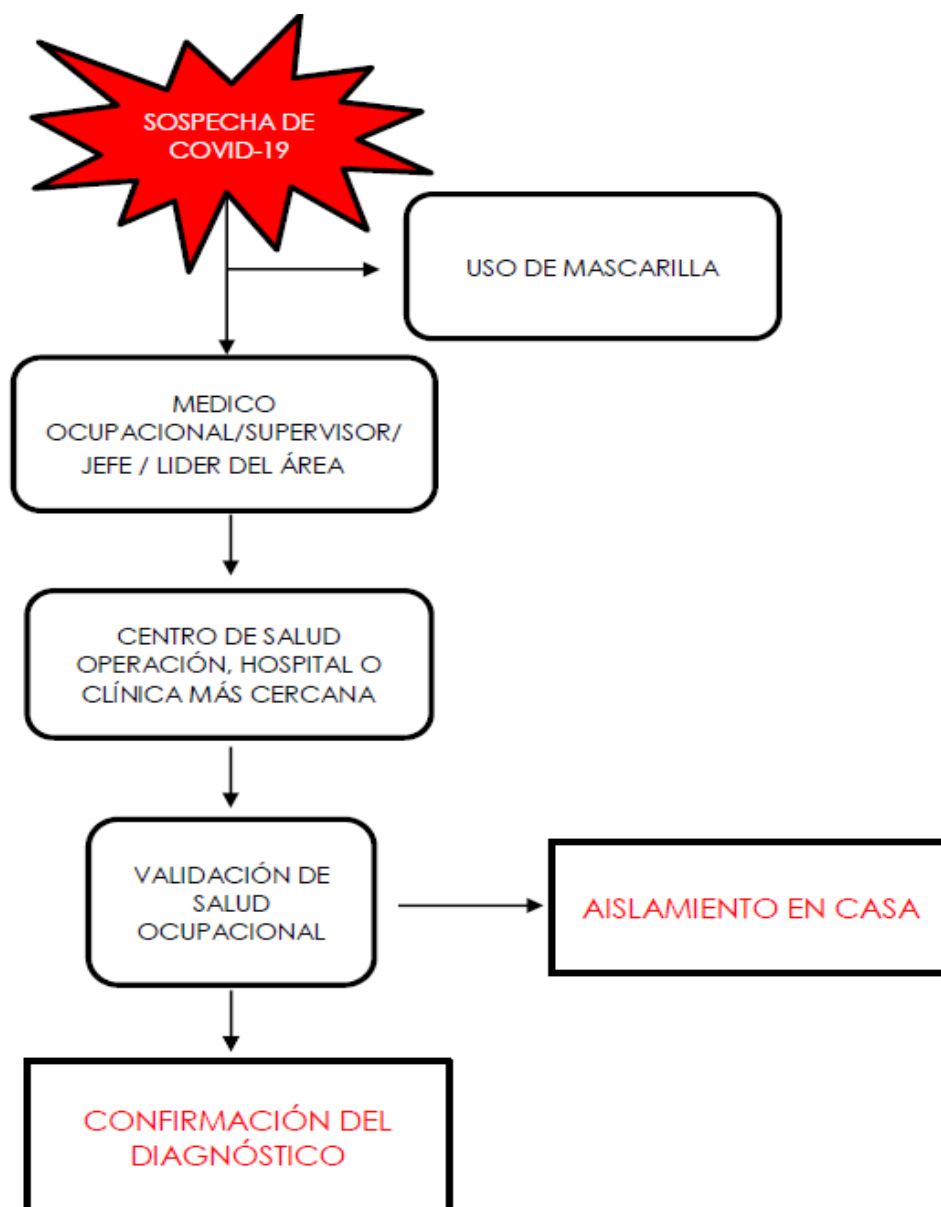 SOSPECHA DE
COVID-19
USO DE MASCARILLA
MEDICO
OCUPACIONAL/SUPERVISOR/
JEFE / LIDER DEL ÁREA
CENTRO DE SALUD
OPERACIÓN, HOSPITAL O
CLÍNICA MÁS CERCANA
VALIDACIÓN DE
SALUD
OCUPACIONAL
AISLAMIENTO EN CASA
CONFIRMACIÓN DEL
DIAGNÓSTICO